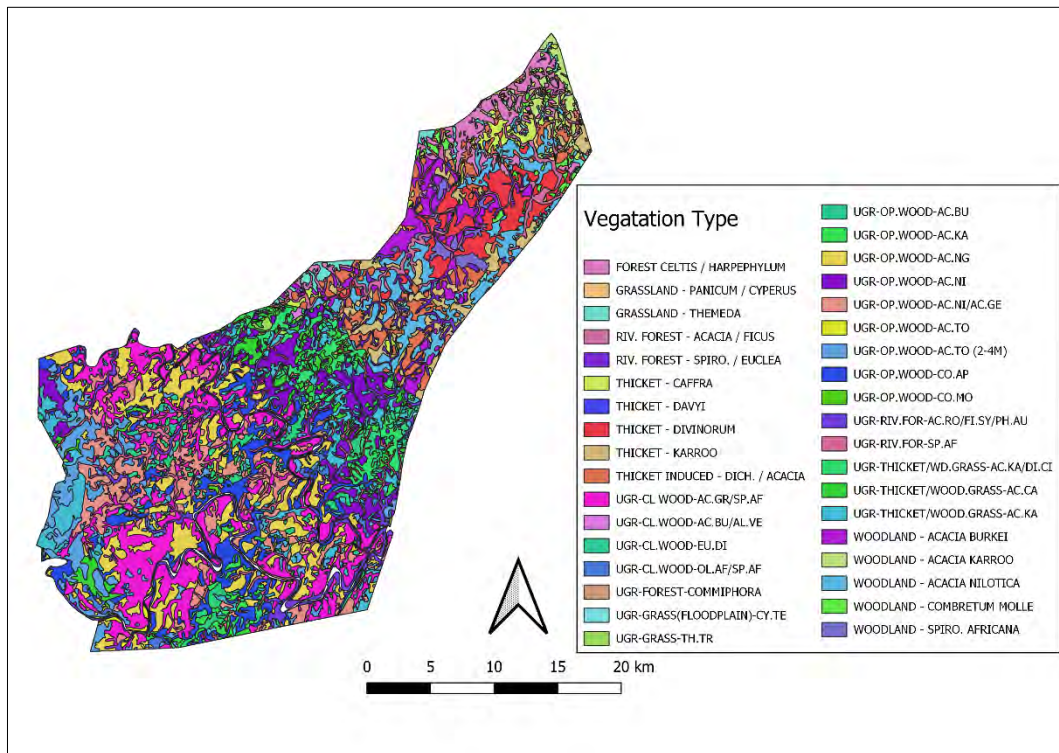 Vegatation Type
FOREST CELTIS / HARPEPHYLUM
GRASSLAND - PANICUM / CYPERUS
GRASSLAND - THEMEDA
RIV. FOREST - ACACIA / FICUS
RIV. FOREST - SPIRO. / EUCLEA
THICKET - CAFFRA
THICKET - DAVYI
THICKET - DIVINORUM
THICKET - KARROO
THICKET INDUCED - DICH. / ACACIA
UGR-CL WOOD-AC.GR/SP.AF
UGR-CL.WOOD-AC.BU/AL.VE
UGR-CL.WOOD-EU.DI
UGR-CL.WOOD-OL.AF/SP.AF
UGR-FOREST-COMMIPHORA
UGR-GRASS(FLOODPLAIN)-CY.TE
UGR-GRASS-TH.TR
UGR-OP.WOOD-AC.BU
UGR-OP.WOOD-AC.KA
UGR-OP.WOOD-AC.NG
UGR-OP.WOOD-AC.NI
UGR-OP.WOOD-AC.NI/AC.GE
UGR-OP.WOOD-AC.TO
UGR-OP.WOOD-AC.TO (2-4M)
UGR-OP.WOOD-CO.AP
UGR-OP.WOOD-CO.MO
UGR-RIV.FOR-AC.RO/FI.SY/PH.AU
UGR-RIV.FOR-SP.AF
UGR-THICKET/WD.GRASS-AC.KA/DI.CI
UGR-THICKET/WOOD.GRASS-AC.CA
UGR-THICKET/WOOD.GRASS-AC.KA
WOODLAND - ACACIA BURKEI
WOODLAND - ACACIA KARROO
WOODLAND - ACACIA NILOTICA
WOODLAND - COMBRETUM MOLLE
WOODLAND - SPIRO. AFRICANA
0 5 10 15 20 km